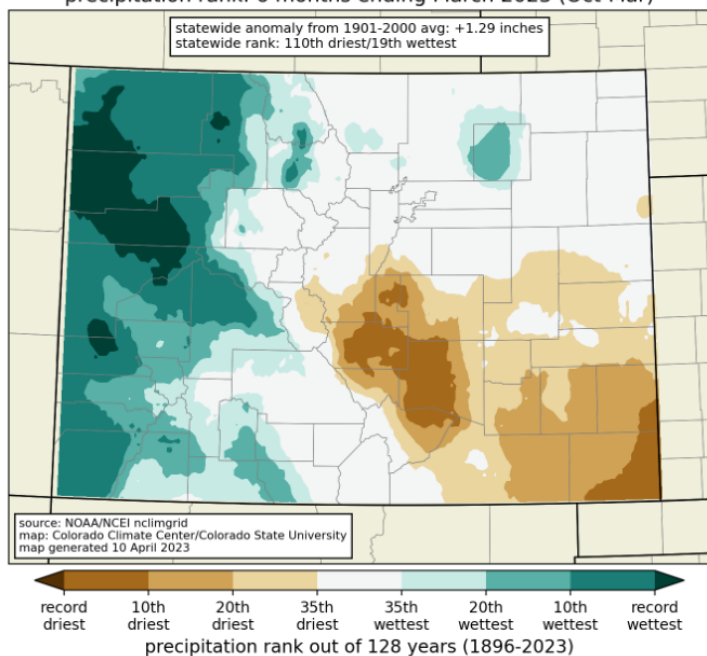 precipitation rank: 6 months ending March 2023 (Oct-Mar)
statewide anomaly from 1901-2000 avg: +1.29 inches
statewide rank: 110th driest/19th wettest
source: NOAA/NCEI nclimgrid
map: Colorado Climate Center/Colorado State University
map generated 10 April 2023
record driest
10th driest
20th driest
35th driest
35th wettest
20th wettest
10th wettest
record wettest
precipitation rank out of 128 years (1896-2023)